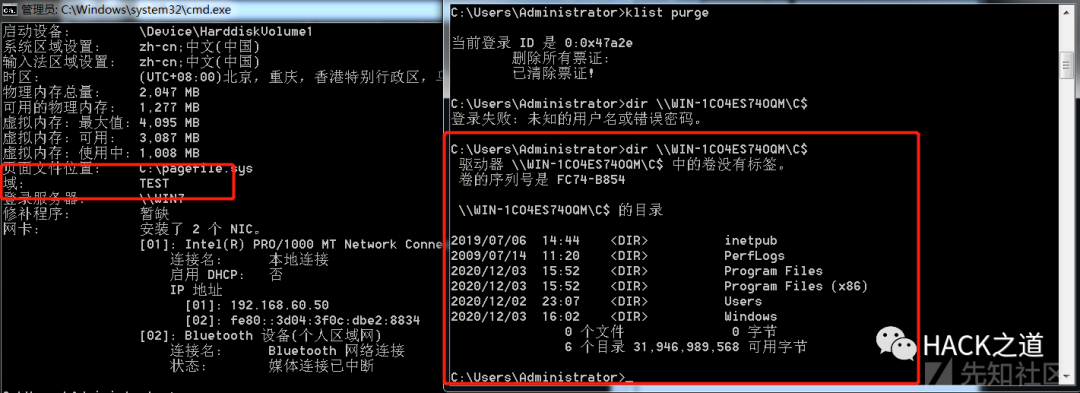 管理员: C:\Windows\system32\cmd.exe
启动设备: \Device\HarddiskVolume1
系统区域设置: zh-cn;中文(中国)
输入法区域设置: zh-cn;中文(中国)
时区: (UTC+08:00)北京，重庆，香港特别行政区，
物理内存总量: 2,047 MB
可用的物理内存: 1,277 MB
虚拟内存: 最大值: 4,095 MB
虚拟内存: 可用: 3,087 MB
虚拟内存: 使用中: 1,008 MB
页面文件位置: C:\pagefile.sys
域: TEST
登录服务器: \\WIN7
修补程序: 暂缺
网卡: 安装了 2 个 NIC。
[01]: Intel(R) PRO/1000 MT Network Conne
连接名: 本地连接
启用 DHCP: 否
IP 地址
[01]: 192.168.60.50
[02]: fe80::3d04:3f0c:dbe2:8834
[02]: Bluetooth 设备(个人区域网)
连接名: Bluetooth 网络连接
状态: 媒体连接已中断
C:\Users\Administrator>klist purge
当前登录 ID 是 0:0x47a2e
删除所有票证:
已清除票证!
C:\Users\Administrator>dir \\WIN-1CO4ES74OQM\C$
登录失败: 未知的用户名或错误密码。
C:\Users\Administrator>dir \\WIN-1CO4ES74OQM\C$
驱动器 \\WIN-1CO4ES74OQM\C$ 中的卷没有标签。
卷的序列号是 FC74-B854
\\WIN-1CO4ES74OQM\C$ 的目录
2019/07/06 14:44 <DIR> inetpub
2009/07/14 11:20 <DIR> PerfLogs
2020/12/03 15:52 <DIR> Program Files
2020/12/03 15:52 <DIR> Program Files (x86)
2020/12/02 23:07 <DIR> Users
2020/12/03 16:02 <DIR> Windows
0 个文件 0 字节
6 个目录 31,946,989,568 可用字节
C:\Users\Administrator>_
HACK之道
先知社区